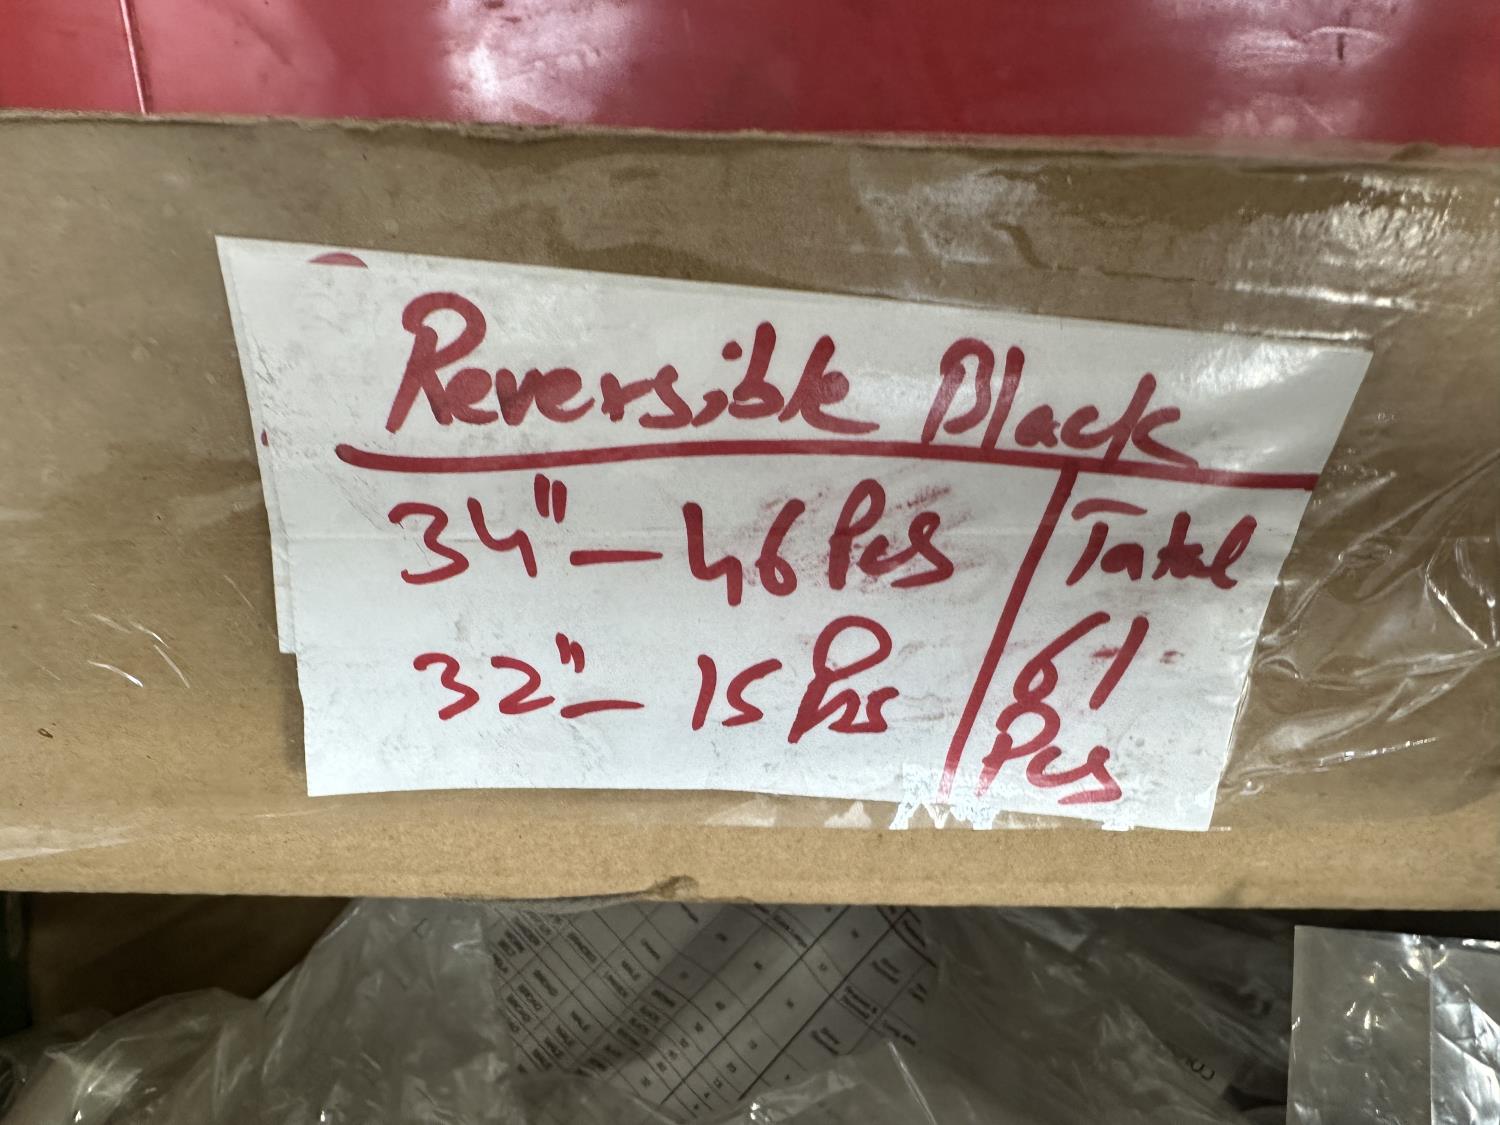 Reversible Black
34" - 46 Pcs
32" - 15 Pcs
Total
61
Pcs